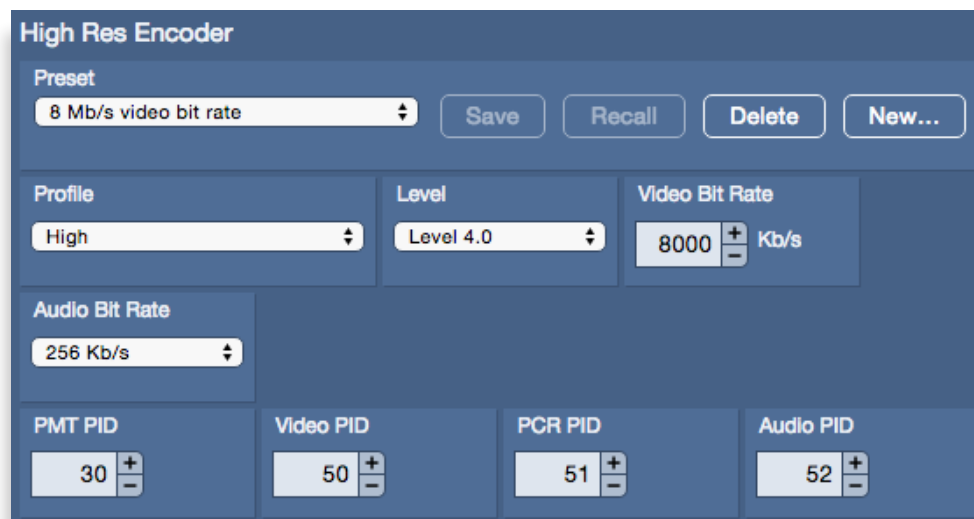 High Res Encoder
Preset
8 Mb/s video bit rate Save Recall Delete New...
Profile Level Video Bit Rate
High Level 4.0 8000 + - Kb/s
Audio Bit Rate
256 Kb/s
PMT PID Video PID PCR PID Audio PID
30 + - 50 + - 51 + - 52 + -